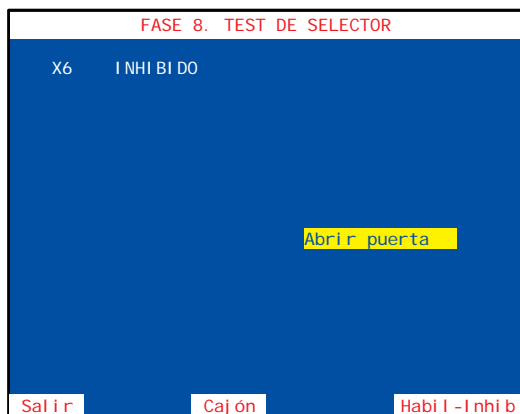 FASE 8. TEST DE SELECTOR
X6 INHIBIDO
Abrir puerta
Salir Cajón Habil-Inhib